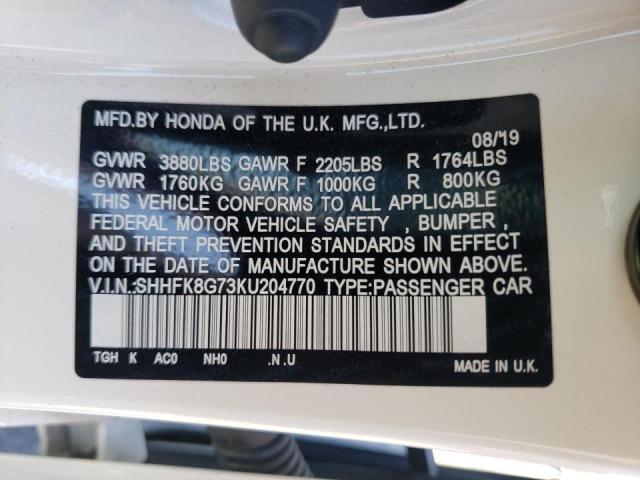 MFD.BY HONDA OF THE U.K. MFG.,LTD.
08/19
GVWR 3880LBS GAWR F 2205LBS R 1764LBS
GVWR 1760KG GAWR F 1000KG R 800KG
THIS VEHICLE CONFORMS TO ALL APPLICABLE
FEDERAL MOTOR VEHICLE SAFETY , BUMPER ,
AND THEFT PREVENTION STANDARDS IN EFFECT
ON THE DATE OF MANUFACTURE SHOWN ABOVE.
V.I.N.:SHHFK8G73KU204770 TYPE:PASSENGER CAR
TGH K AC0 NH0 .N.U
MADE IN U.K.